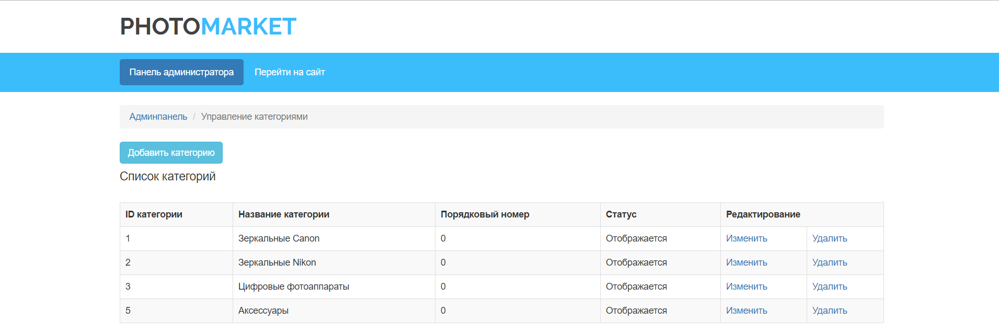 PHOTOMARKET
Панель администратора Перейти на сайт
Админпанель / Управление категориями
Добавить категорию
Список категорий
ID категории Название категории Порядковый номер Статус Редактирование
1 Зеркальные Canon 0 Отображается Изменить Удалить
2 Зеркальные Nikon 0 Отображается Изменить Удалить
3 Цифровые фотоаппараты 0 Отображается Изменить Удалить
5 Аксессуары 0 Отображается Изменить Удалить